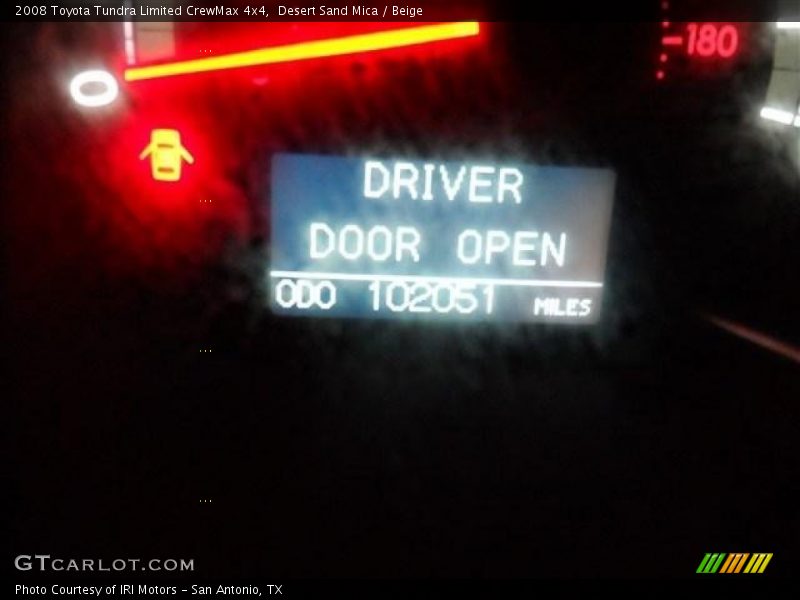 2008 Toyota Tundra Limited CrewMax 4x4, Desert Sand Mica / Beige
0
180
DRIVER
DOOR OPEN
ODO 102051 MILES
GTCARLOT.COM
Photo Courtesy of IRI Motors - San Antonio, TX